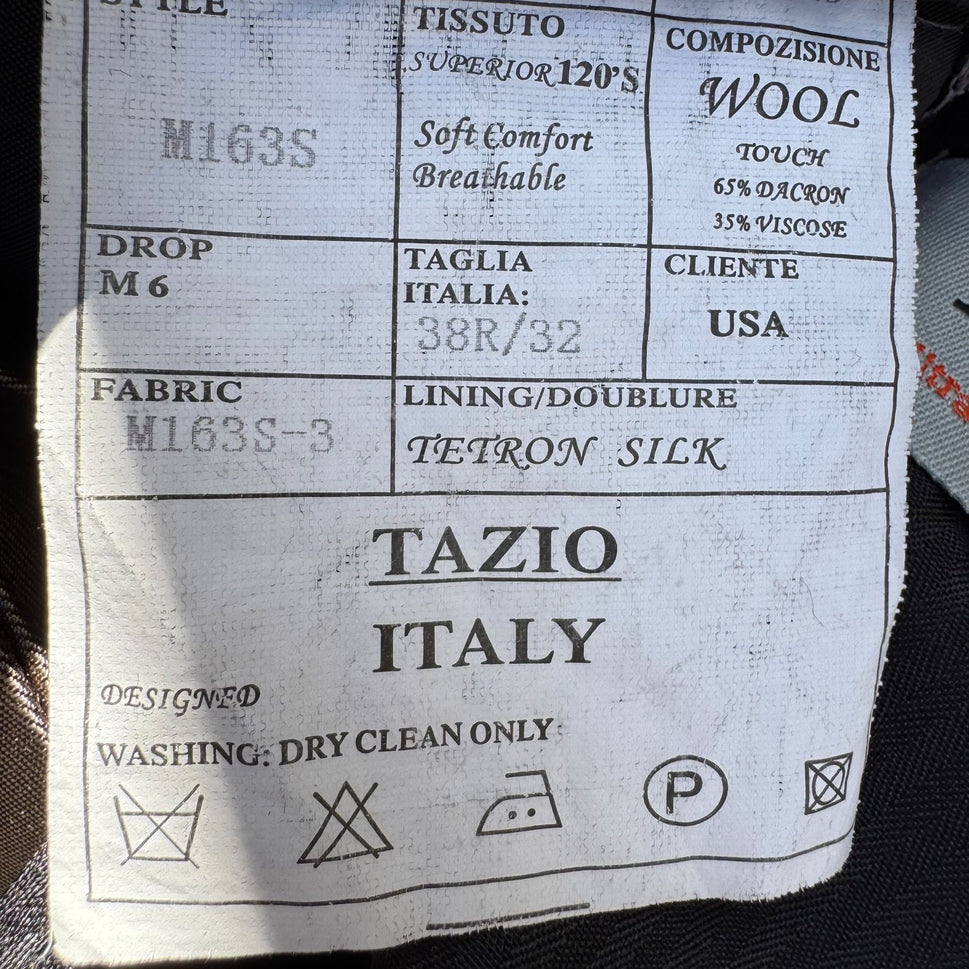 STYLE
M163S
TISSUTO
SUPERIOR 120'S
Soft Comfort
Breathable
COMPOZISIONE
WOOL
TOUCH
65% DACRON
35% VISCOSE
DROP
M 6
TAGLIA
ITALIA:
38R/32
CLIENTE
USA
FABRIC
M163S-3
LINING/DOUBLURE
TETRON SILK
TAZIO
ITALY
DESIGNED
WASHING: DRY CLEAN ONLY
P